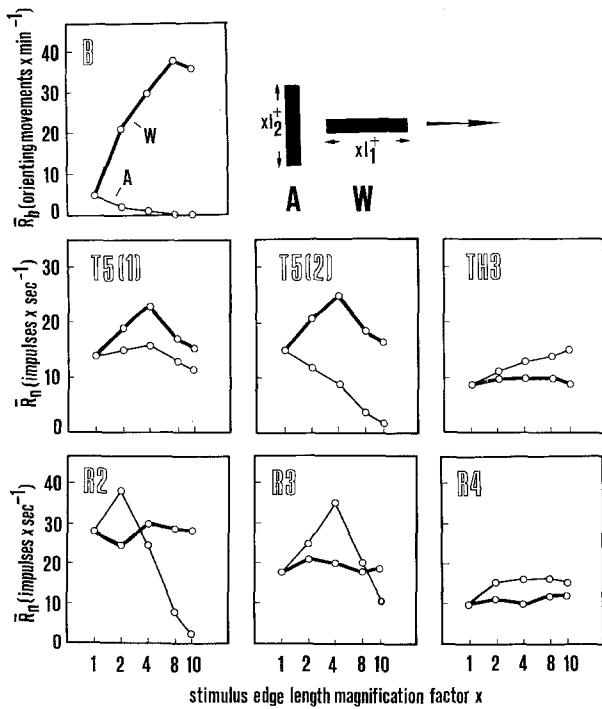 R̄b (orienting movements x min⁻¹)
40
30
20
10
0
B
W
A
xl₂⁺
xl₁⁺
A W
R̄n (impulses x sec⁻¹)
30
20
10
0
T5(1)
T5(2)
TH3
R̄n (impulses x sec⁻¹)
40
30
20
10
0
R2
R3
R4
1 2 4 8 10
1 2 4 8 10
1 2 4 8 10
stimulus edge length magnification factor x